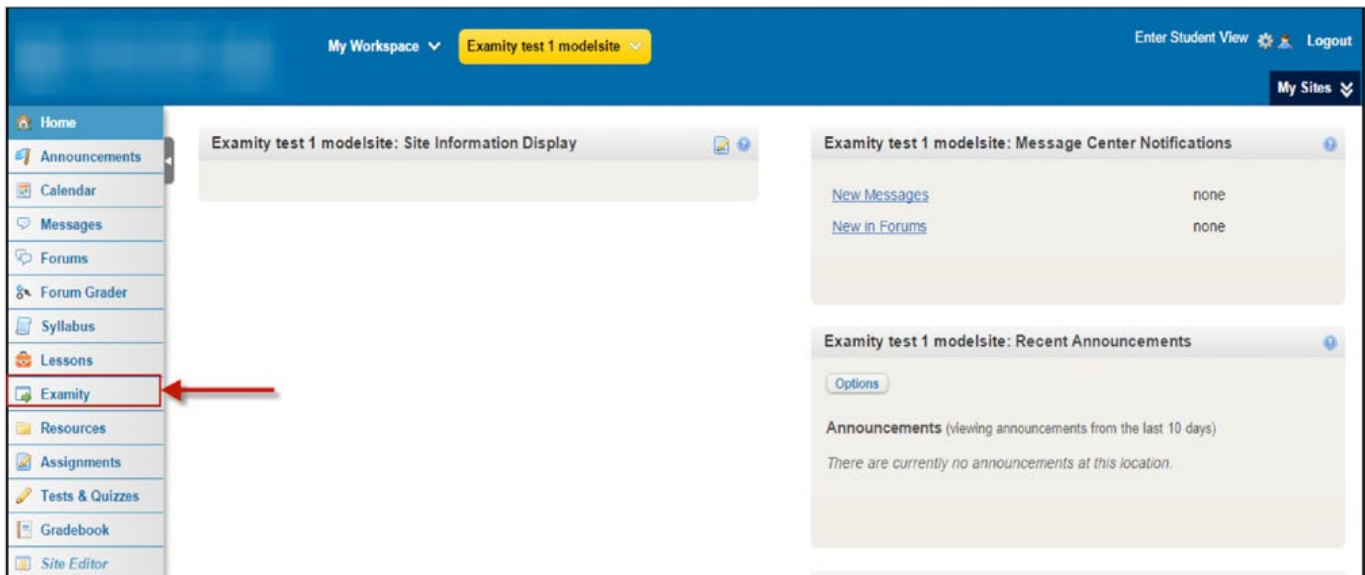 My Workspace
Examity test 1 modelsite
Enter Student View
Logout
My Sites
Home
Announcements
Calendar
Messages
Forums
Forum Grader
Syllabus
Lessons
Examity
Resources
Assignments
Tests & Quizzes
Gradebook
Site Editor
Examity test 1 modelsite: Site Information Display
Examity test 1 modelsite: Message Center Notifications
New Messages none
New in Forums none
Examity test 1 modelsite: Recent Announcements
Options
Announcements (viewing announcements from the last 10 days)
There are currently no announcements at this location.